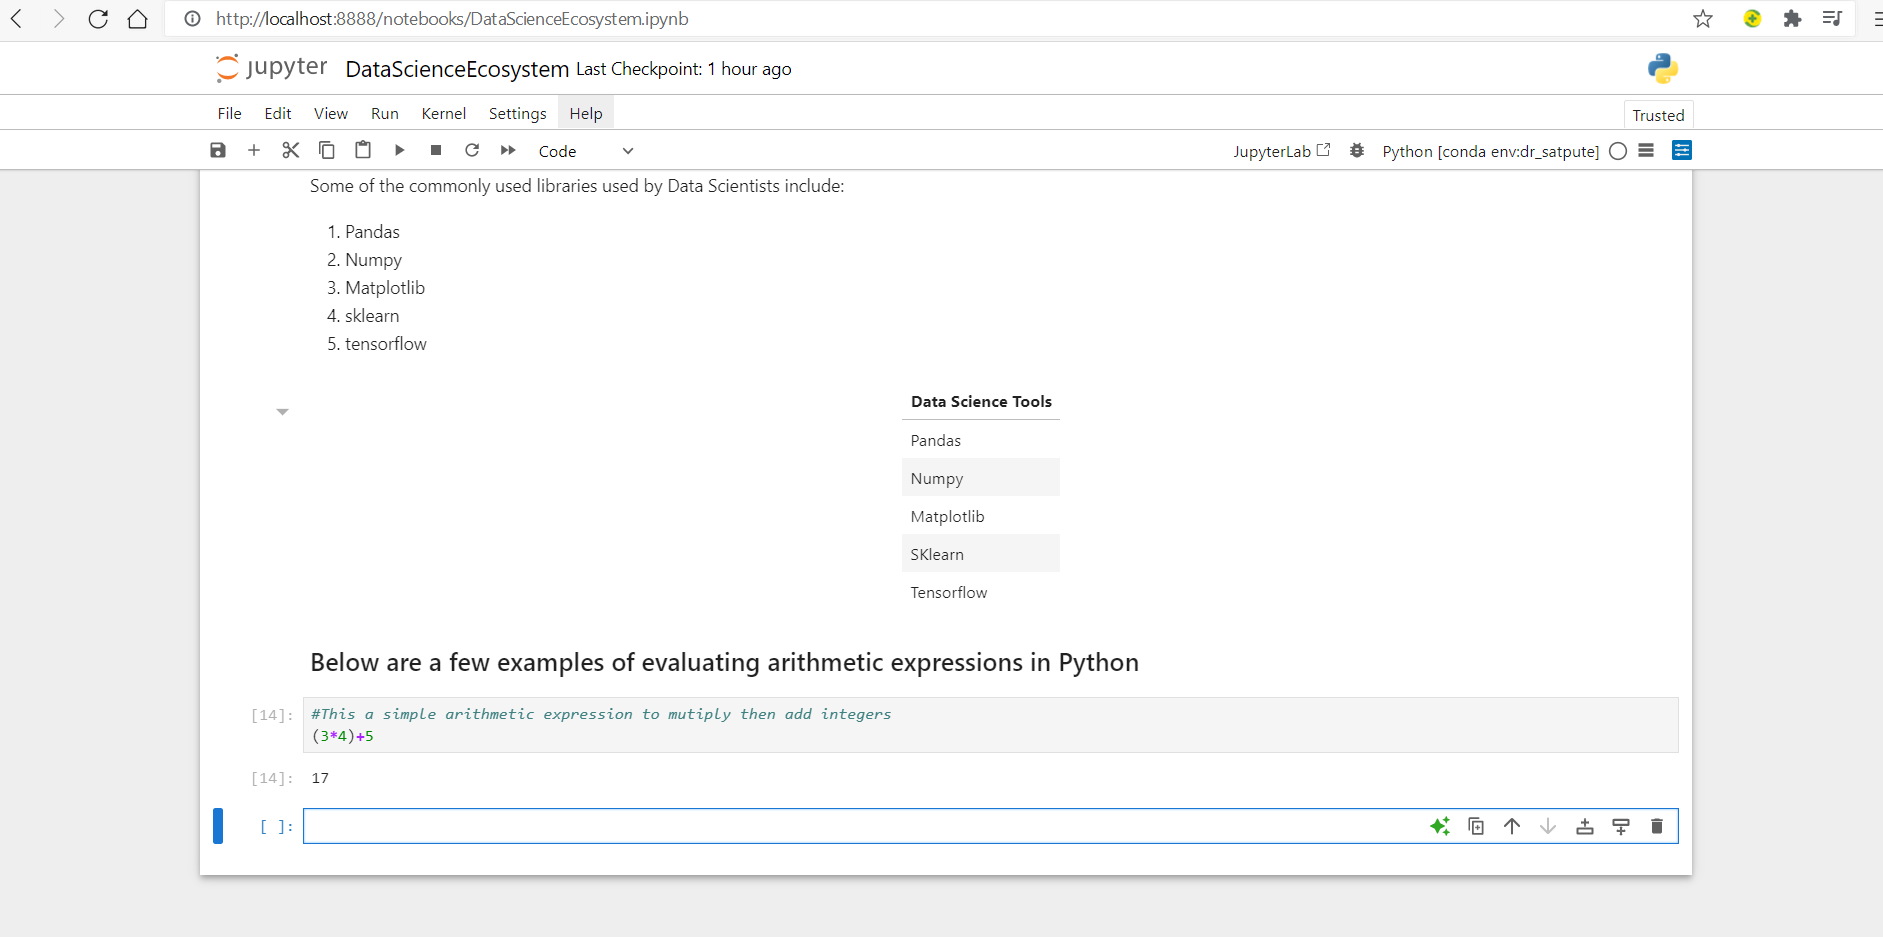 http://localhost:8888/notebooks/DataScienceEcosystem.ipynb
jupyter DataScienceEcosystem Last Checkpoint: 1 hour ago
File Edit View Run Kernel Settings Help Trusted
Code JupyterLab Python [conda env:dr_satpute]
Some of the commonly used libraries used by Data Scientists include:
1. Pandas
2. Numpy
3. Matplotlib
4. sklearn
5. tensorflow
Data Science Tools
Pandas
Numpy
Matplotlib
SKlearn
Tensorflow
Below are a few examples of evaluating arithmetic expressions in Python
[14]: #This a simple arithmetic expression to mutiply then add integers
(3*4)+5
[14]: 17
[ ]: